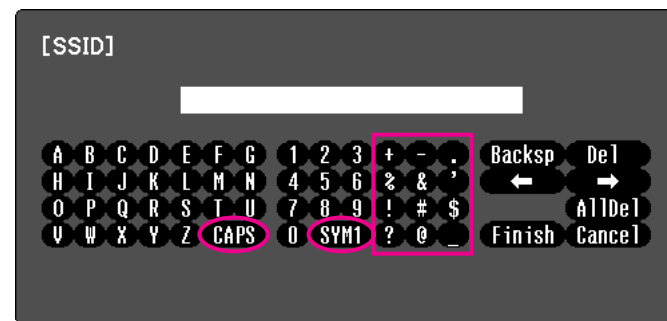 [SSID]
A B C D E F G 1 2 3 + - . Backsp Del
H I J K L M N 4 5 6 % & ' ← →
O P Q R S T U 7 8 9 ! # $ AllDel
V W X Y Z CAPS 0 SYM1 ? @ _ Finish Cancel